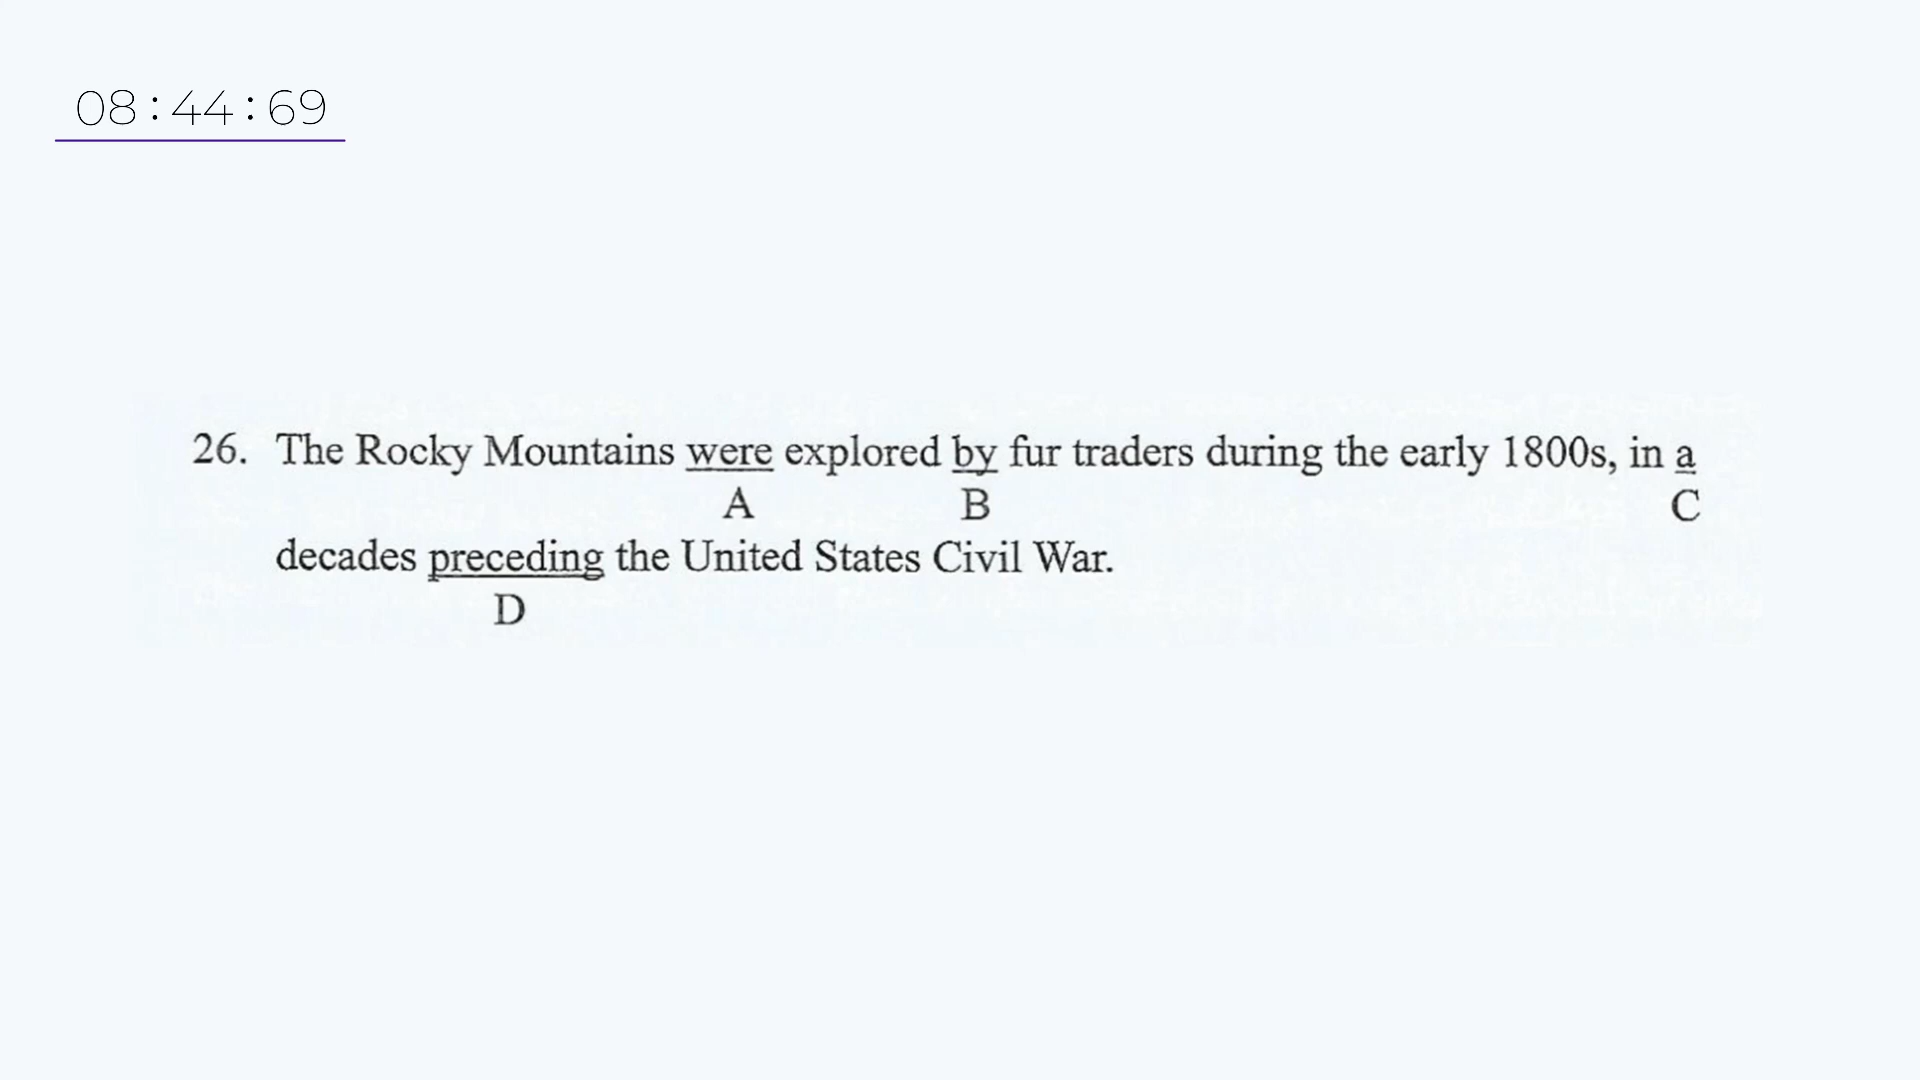 08:44:69
26. The Rocky Mountains were explored by fur traders during the early 1800s, in a
A B C
decades preceding the United States Civil War.
D